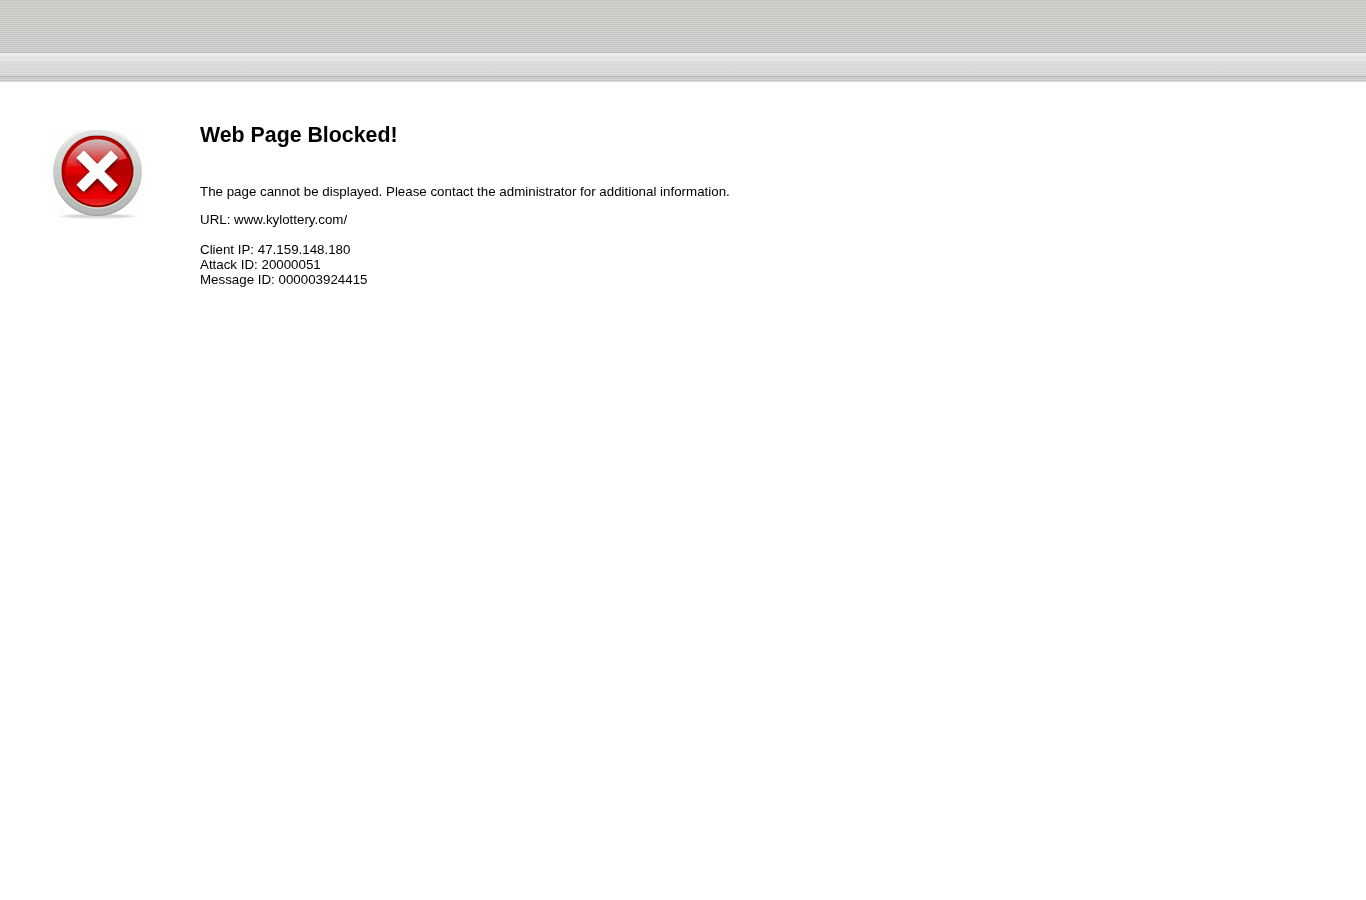 Web Page Blocked!
The page cannot be displayed. Please contact the administrator for additional information.
URL: www.kylottery.com/
Client IP: 47.159.148.180
Attack ID: 20000051
Message ID: 000003924415